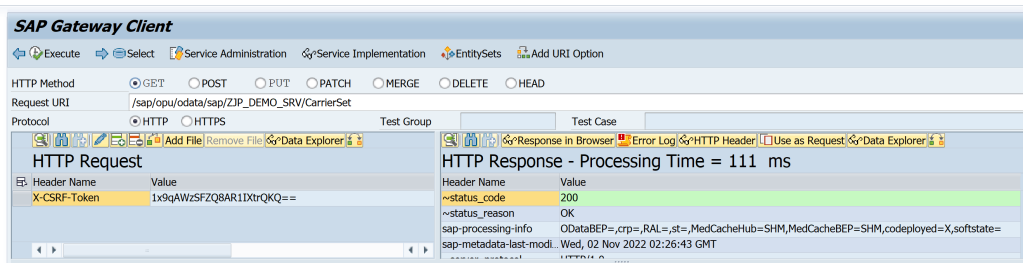 SAP Gateway Client
Execute Select Service Administration Service Implementation EntitySets Add URI Option
HTTP Method GET POST PUT PATCH MERGE DELETE HEAD
Request URI /sap/opu/odata/sap/ZJP_DEMO_SRV/CarrierSet
Protocol HTTP HTTPS Test Group Test Case
Add File Remove File Data Explorer
HTTP Request
Header Name Value
X-CSRF-Token 1x9qAWzSFZQ8AR1IXtrQKQ==
Response in Browser Error Log HTTP Header Use as Request Data Explorer
HTTP Response - Processing Time = 111 ms
Header Name Value
~status_code 200
~status_reason OK
sap-processing-info ODataBEP=,crp=,RAL=,st=,MedCacheHub=SHM,MedCacheBEP=SHM,codeployed=X,softstate=
sap-metadata-last-modi... Wed, 02 Nov 2022 02:26:43 GMT